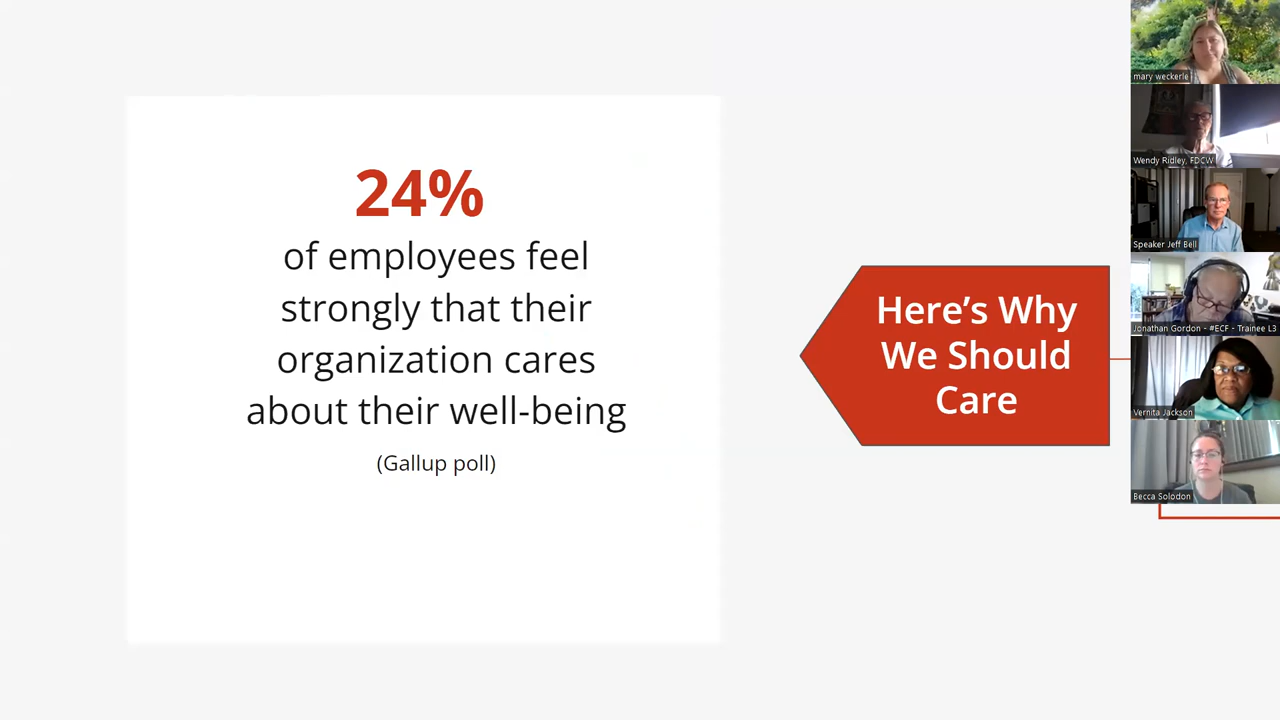 24%
of employees feel
strongly that their
organization cares
about their well-being
(Gallup poll)
Here’s Why
We Should
Care
mary weckerle
Wendy Ridley, FDCW
Speaker Jeff Bell
Jonathan Gordon - #ECF - Trainee L3
Vernita Jackson
Becca Solodon